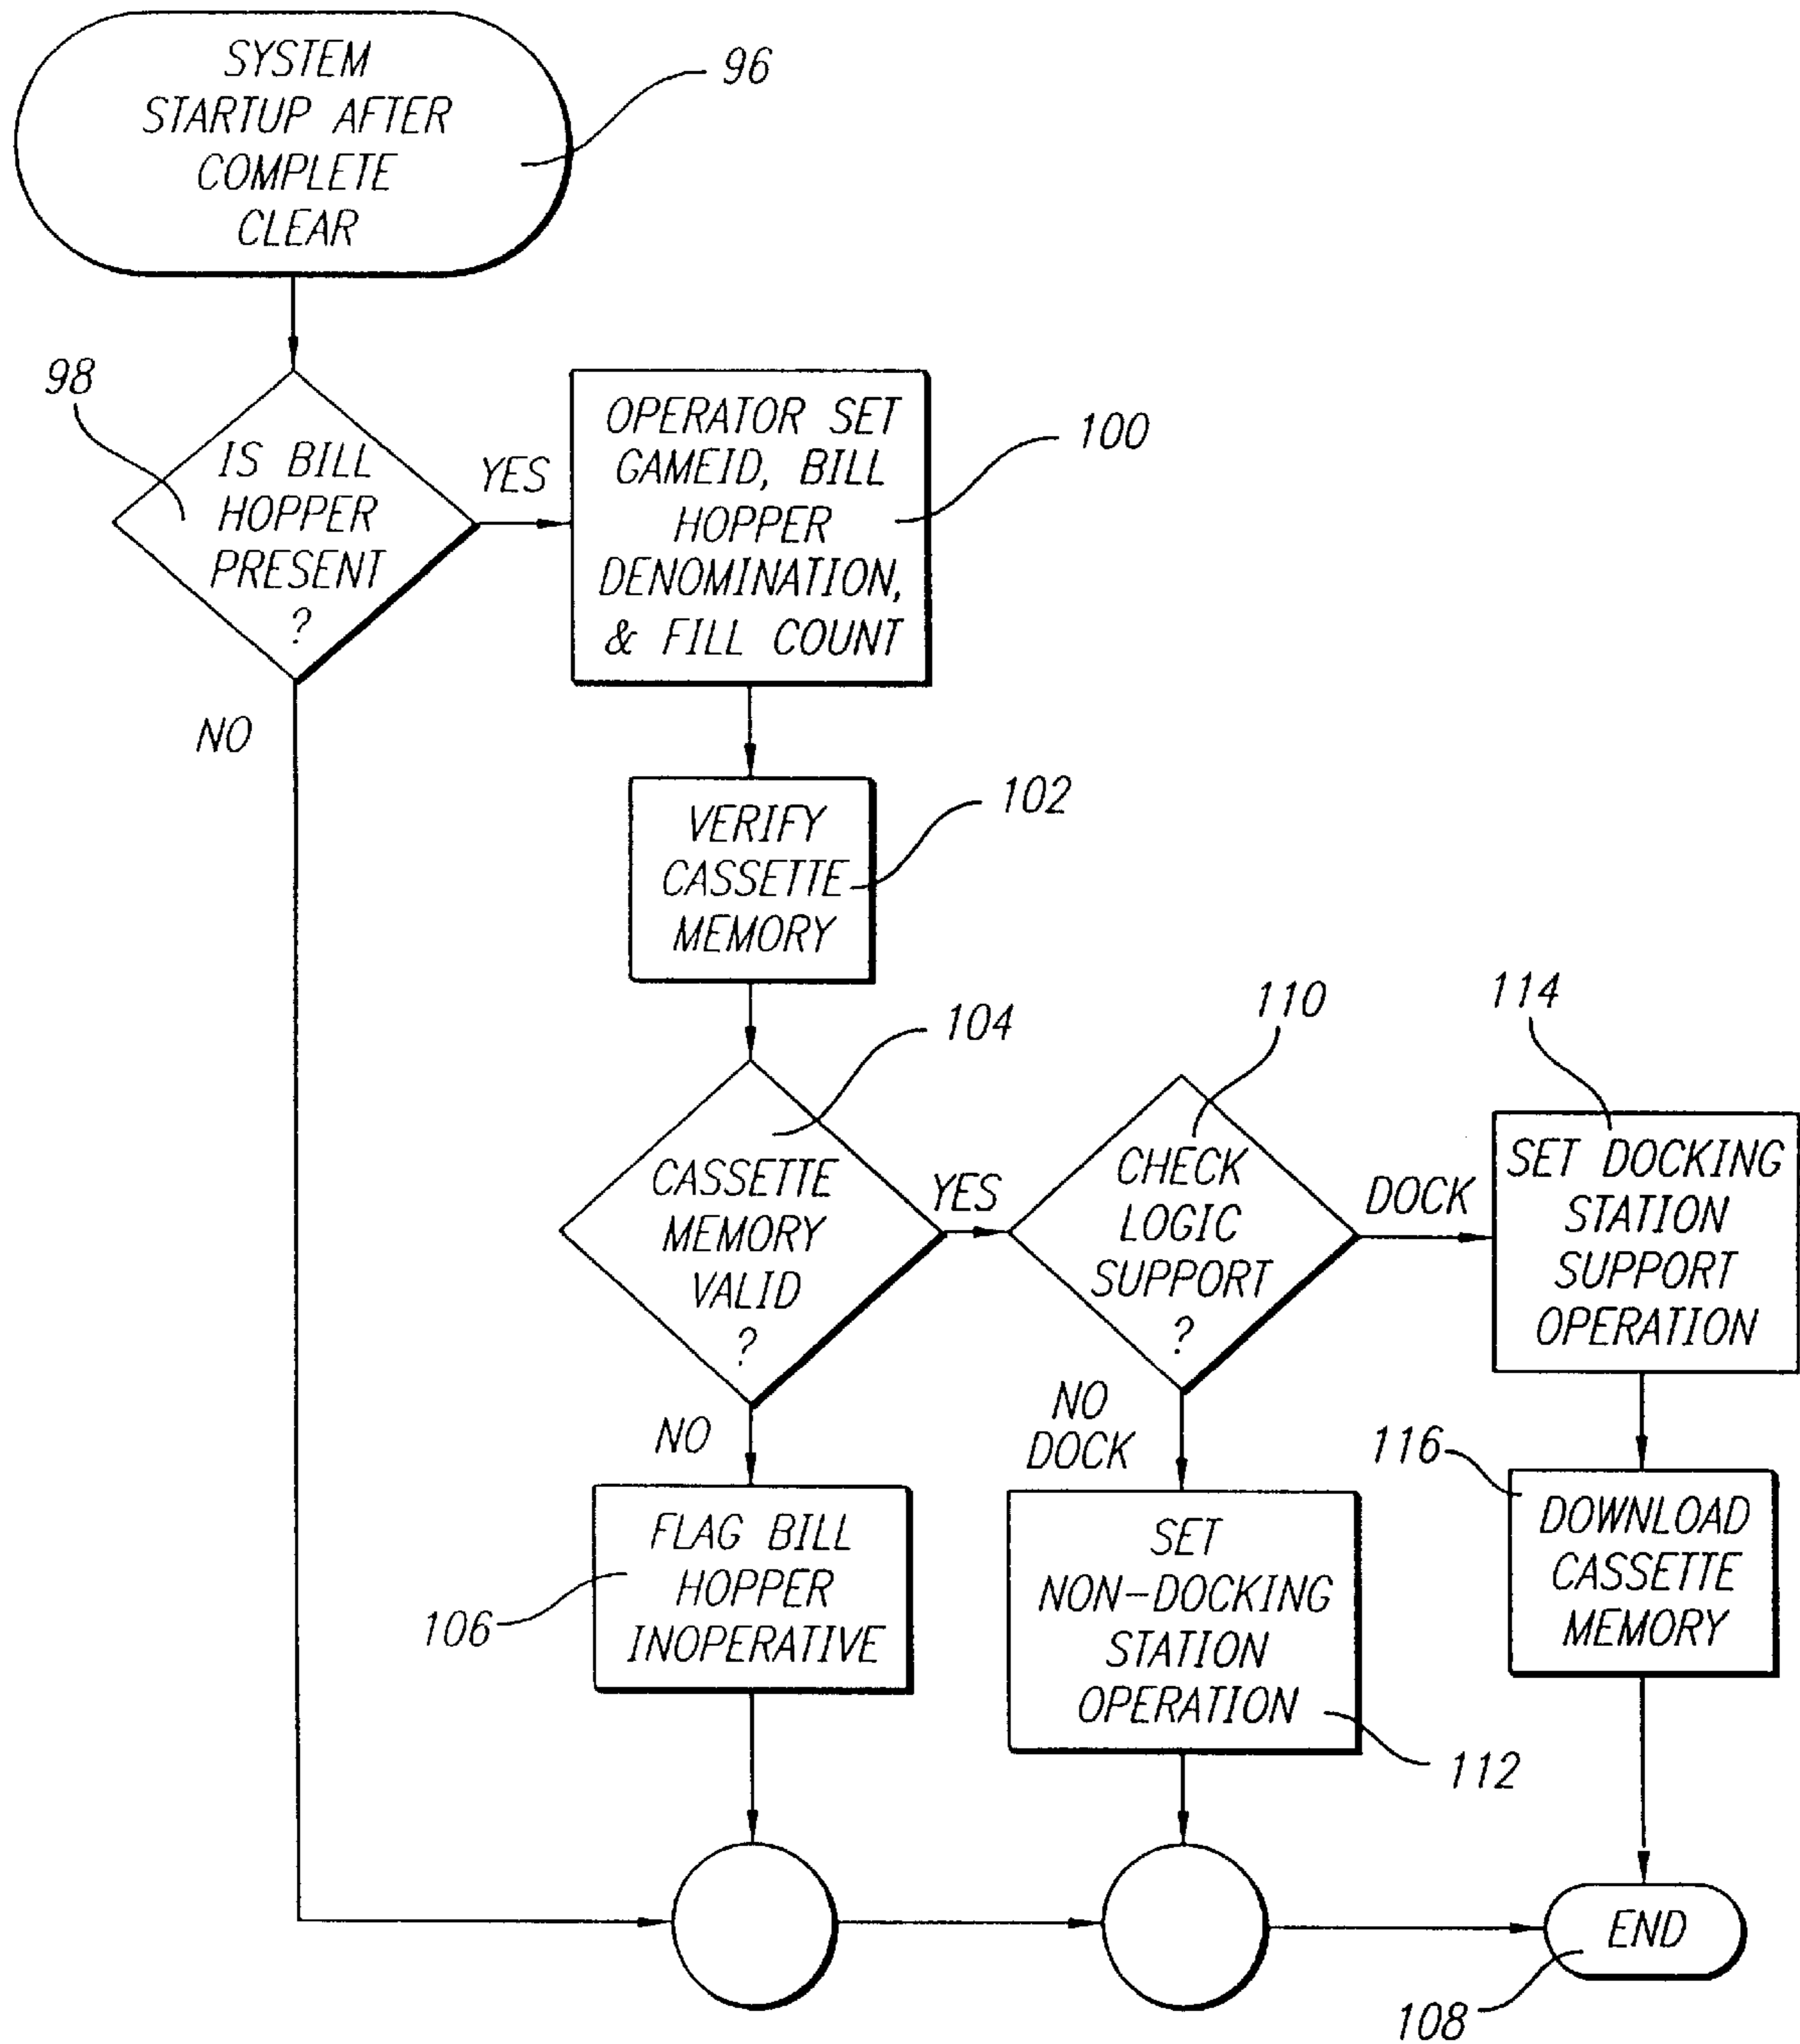 SYSTEM
STARTUP AFTER
COMPLETE
CLEAR
96
98
IS BILL
HOPPER
PRESENT
?
YES
NO
OPERATOR SET
GAMEID, BILL
HOPPER
DENOMINATION,
& FILL COUNT
100
VERIFY
CASSETTE
MEMORY
102
104
CASSETTE
MEMORY
VALID
?
YES
NO
110
CHECK
LOGIC
SUPPORT
?
DOCK
NO
DOCK
114
SET DOCKING
STATION
SUPPORT
OPERATION
116
DOWNLOAD
CASSETTE
MEMORY
FLAG BILL
HOPPER
INOPERATIVE
106
SET
NON-DOCKING
STATION
OPERATION
112
END
108